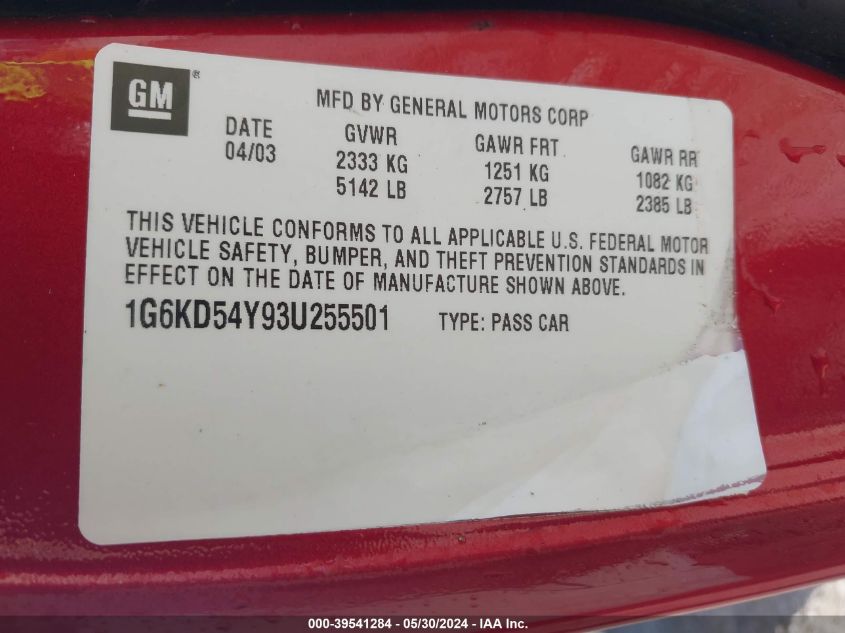 GM®
MFD BY GENERAL MOTORS CORP
DATE GVWR GAWR FRT GAWR RR
04/03 2333 KG 1251 KG 1082 KG
5142 LB 2757 LB 2385 LB
THIS VEHICLE CONFORMS TO ALL APPLICABLE U.S. FEDERAL MOTOR
VEHICLE SAFETY, BUMPER, AND THEFT PREVENTION STANDARDS IN
EFFECT ON THE DATE OF MANUFACTURE SHOWN ABOVE.
1G6KD54Y93U255501 TYPE: PASS CAR
000-39541284 - 05/30/2024 - IAA Inc.